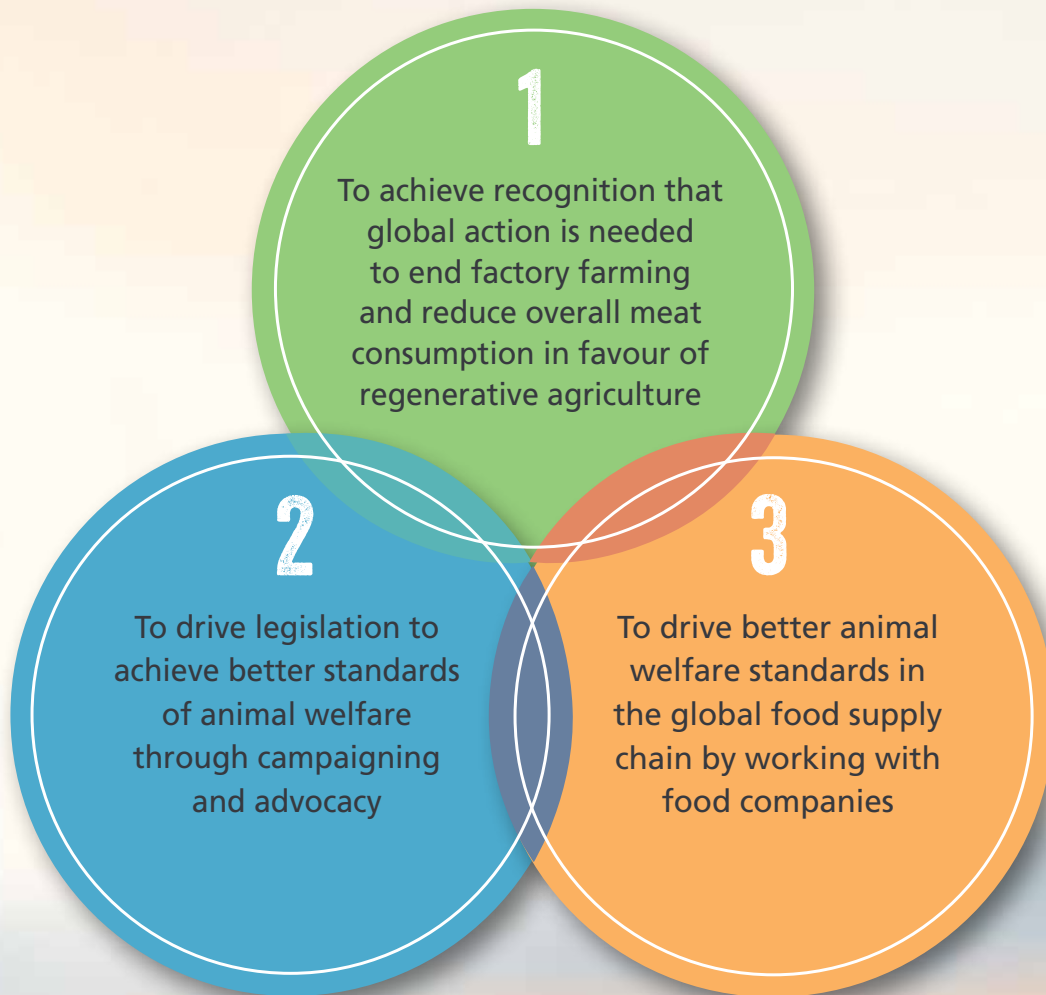 1
To achieve recognition that
global action is needed
to end factory farming
and reduce overall meat
consumption in favour of
regenerative agriculture
2
To drive legislation to
achieve better standards
of animal welfare
through campaigning
and advocacy
3
To drive better animal
welfare standards in
the global food supply
chain by working with
food companies